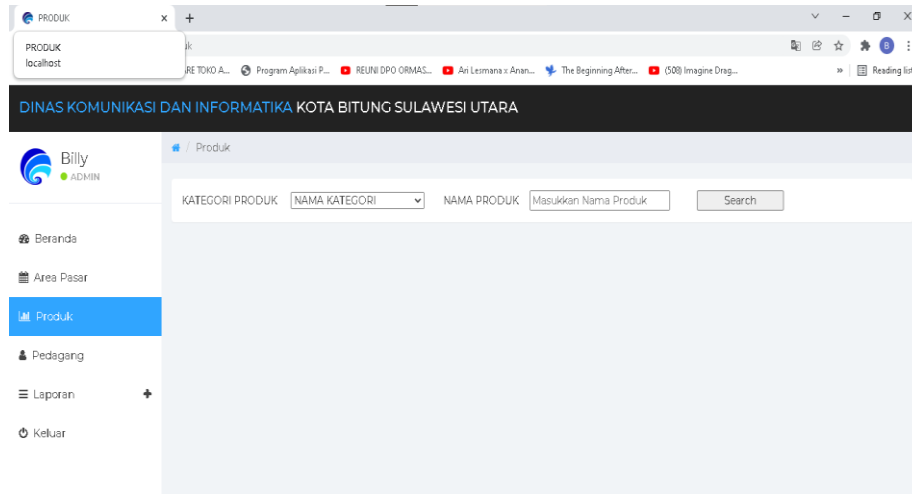 PRODUK
PRODUK
localhost
RE TOKO A... Program Aplikasi P... REUNI DPO ORMAS... Ari Lesmana x Anan... The Beginning After... (508) Imagine Drag... » Reading list
DINAS KOMUNIKASI DAN INFORMATIKA KOTA BITUNG SULAWESI UTARA
Billy
ADMIN
/ Produk
KATEGORI PRODUK NAMA KATEGORI NAMA PRODUK Masukkan Nama Produk Search
Beranda
Area Pasar
Produk
Pedagang
Laporan
Keluar